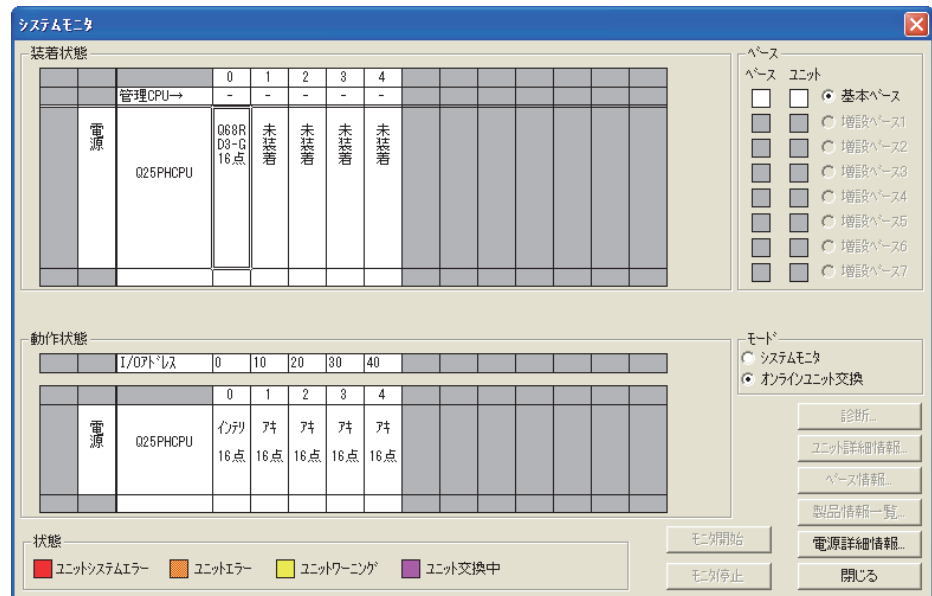 システムモニタ
装着状態
0 1 2 3 4
管理CPU→ - - - - -
電源
Q25PHCPU
Q68R
D3-G
16点
未装着
未装着
未装着
未装着
ベース
ベース ユニット
基本ベース
増設ベース1
増設ベース2
増設ベース3
増設ベース4
増設ベース5
増設ベース6
増設ベース7
動作状態
I/Oアドレス 0 10 20 30 40
0 1 2 3 4
電源
Q25PHCPU
インテリ アキ アキ アキ アキ
16点 16点 16点 16点 16点
モード
システムモニタ
オンラインユニット交換
診断...
ユニット詳細情報...
ベース情報...
製品情報一覧...
電源詳細情報...
閉じる
モニタ開始
モニタ停止
状態
ユニットシステムエラー ユニットエラー ユニットワーニング ユニット交換中